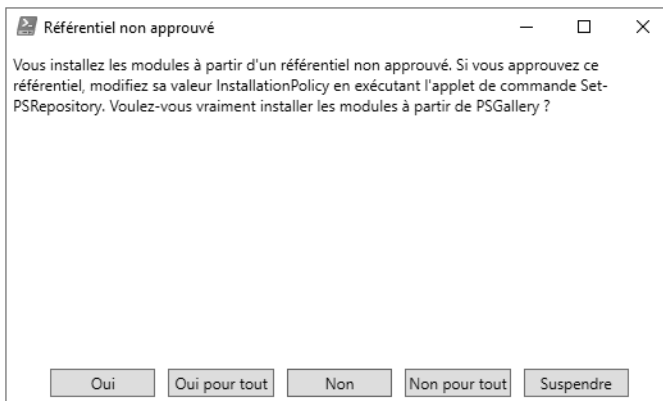 Référentiel non approuvé
Vous installez les modules à partir d'un référentiel non approuvé. Si vous approuvez ce
référentiel, modifiez sa valeur InstallationPolicy en exécutant l'applet de commande Set-
PSRepository. Voulez-vous vraiment installer les modules à partir de PSGallery ?
Oui
Oui pour tout
Non
Non pour tout
Suspendre